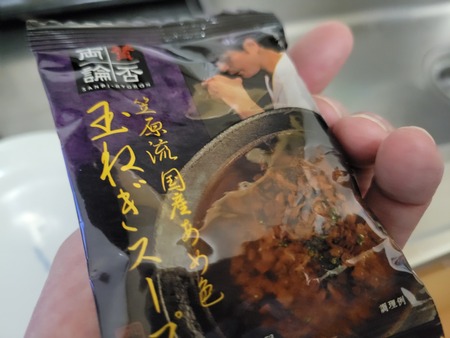 賛否
両論
SANPI-RYORON
笠原流 国産あめ色
玉ねぎスープ
調理例